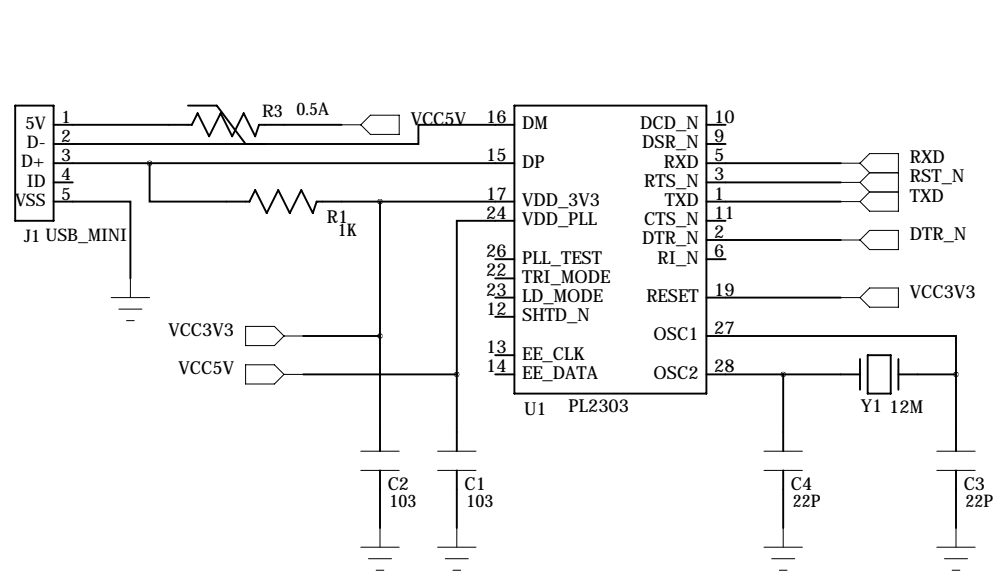 R3 0.5A
VCC5V
5V 1
D- 2
D+ 3
ID 4
VSS 5
J1 USB_MINI
R1
1K
VCC3V3
VCC5V
16 DM
15 DP
17 VDD_3V3
24 VDD_PLL
26 PLL_TEST
22 TRI_MODE
23 LD_MODE
12 SHTD_N
13 EE_CLK
14 EE_DATA
DCD_N 10
DSR_N 9
RXD 5
RTS_N 3
TXD 1
CTS_N 11
DTR_N 2
RI_N 6
RESET 19
OSC1 27
OSC2 28
U1 PL2303
RXD
RST_N
TXD
DTR_N
VCC3V3
Y1 12M
C2
103
C1
103
C4
22P
C3
22P